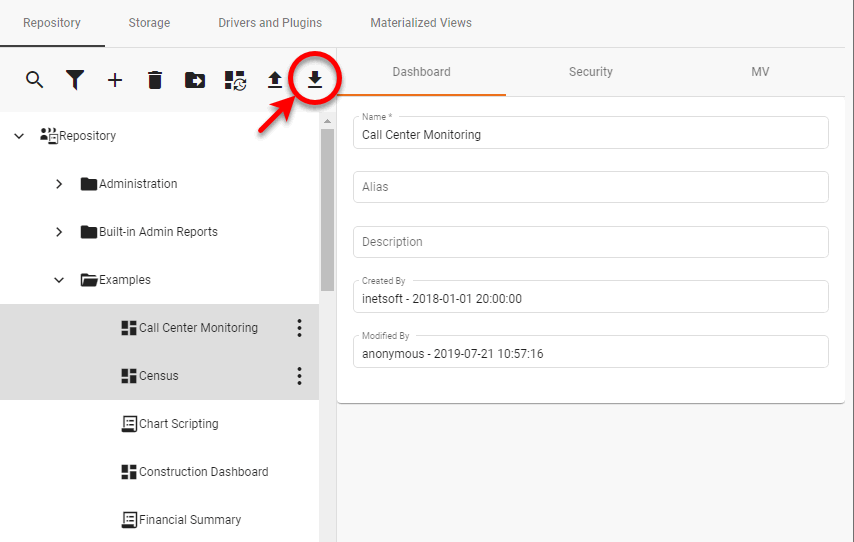 Repository
Storage
Drivers and Plugins
Materialized Views
Dashboard
Security
MV
Repository
Administration
Built-in Admin Reports
Examples
Call Center Monitoring
Census
Chart Scripting
Construction Dashboard
Financial Summary
Name *
Call Center Monitoring
Alias
Description
Created By
inetsoft - 2018-01-01 20:00:00
Modified By
anonymous - 2019-07-21 10:57:16